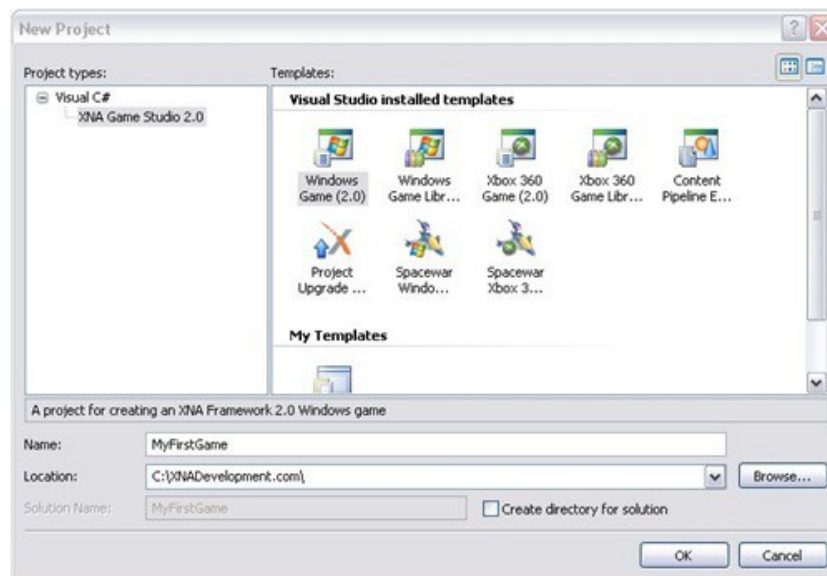 New Project
Project types:
Templates:
Visual C#
XNA Game Studio 2.0
Visual Studio installed templates
Windows Game (2.0)
Windows Game Libr...
Xbox 360 Game (2.0)
Xbox 360 Game Libr...
Content Pipeline E...
Project Upgrade ...
Spacewar Windo...
Spacewar Xbox 3...
My Templates
A project for creating an XNA Framework 2.0 Windows game
Name:
MyFirstGame
Location:
C:\XNADevelopment.com\
Browse...
Solution Name:
MyFirstGame
Create directory for solution
OK
Cancel